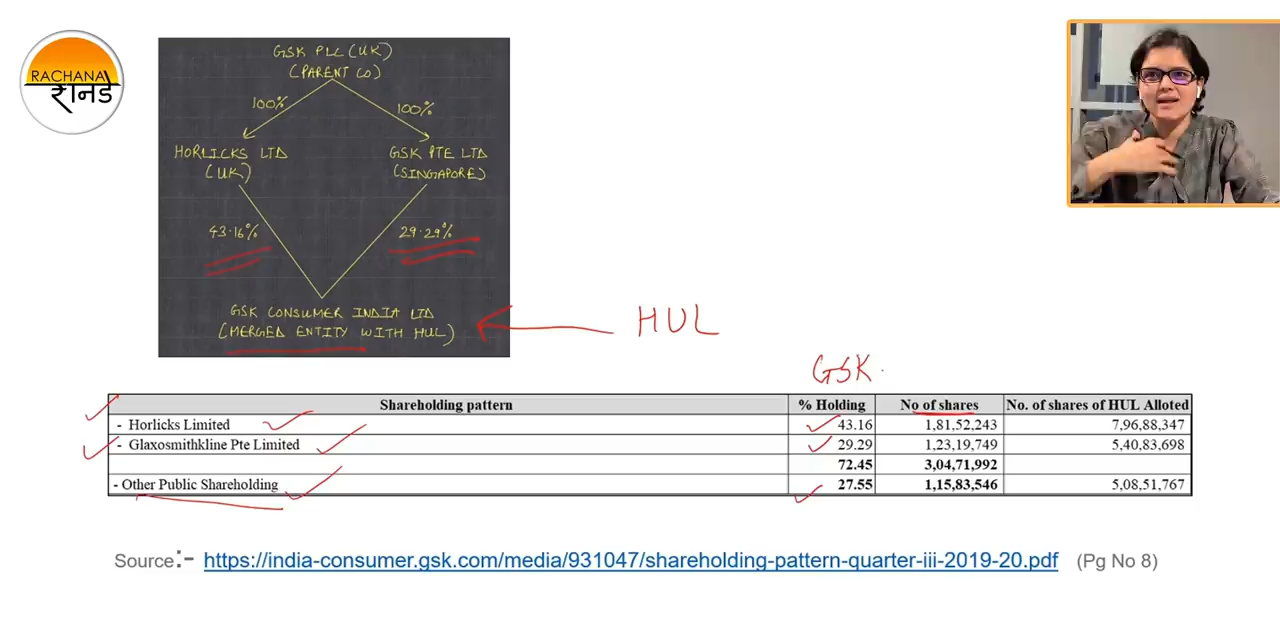 RACHANA
रानडे
GSK PLC (UK)
(PARENT CO)
100% 100%
HORLICKS LTD GSK PTE LTD
(UK) (SINGAPORE)
43.16% 29.29%
GSK CONSUMER INDIA LTD
(MERGED ENTITY WITH HUL)
HUL
GSK.
Shareholding pattern % Holding No of shares No. of shares of HUL Alloted
- Horlicks Limited 43.16 1,81,52,243 7,96,88,347
- Glaxosmithkline Pte Limited 29.29 1,23,19,749 5,40,83,698
72.45 3,04,71,992
- Other Public Shareholding 27.55 1,15,83,546 5,08,51,767
Source:- https://india-consumer.gsk.com/media/931047/shareholding-pattern-quarter-iii-2019-20.pdf (Pg No 8)